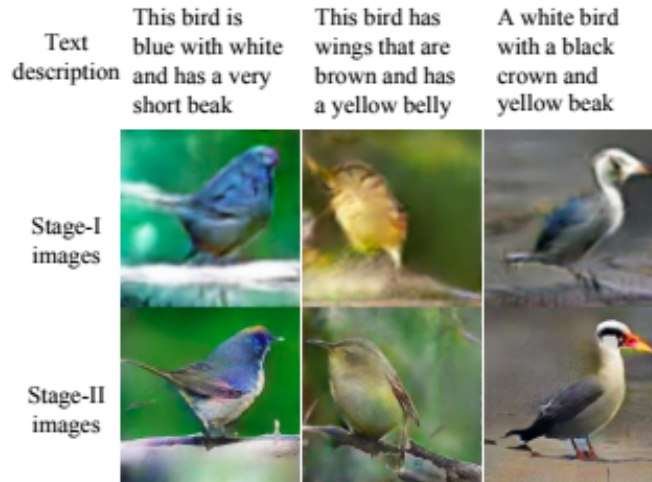 Text
description
This bird is
blue with white
and has a very
short beak
This bird has
wings that are
brown and has
a yellow belly
A white bird
with a black
crown and
yellow beak
Stage-I
images
Stage-II
images